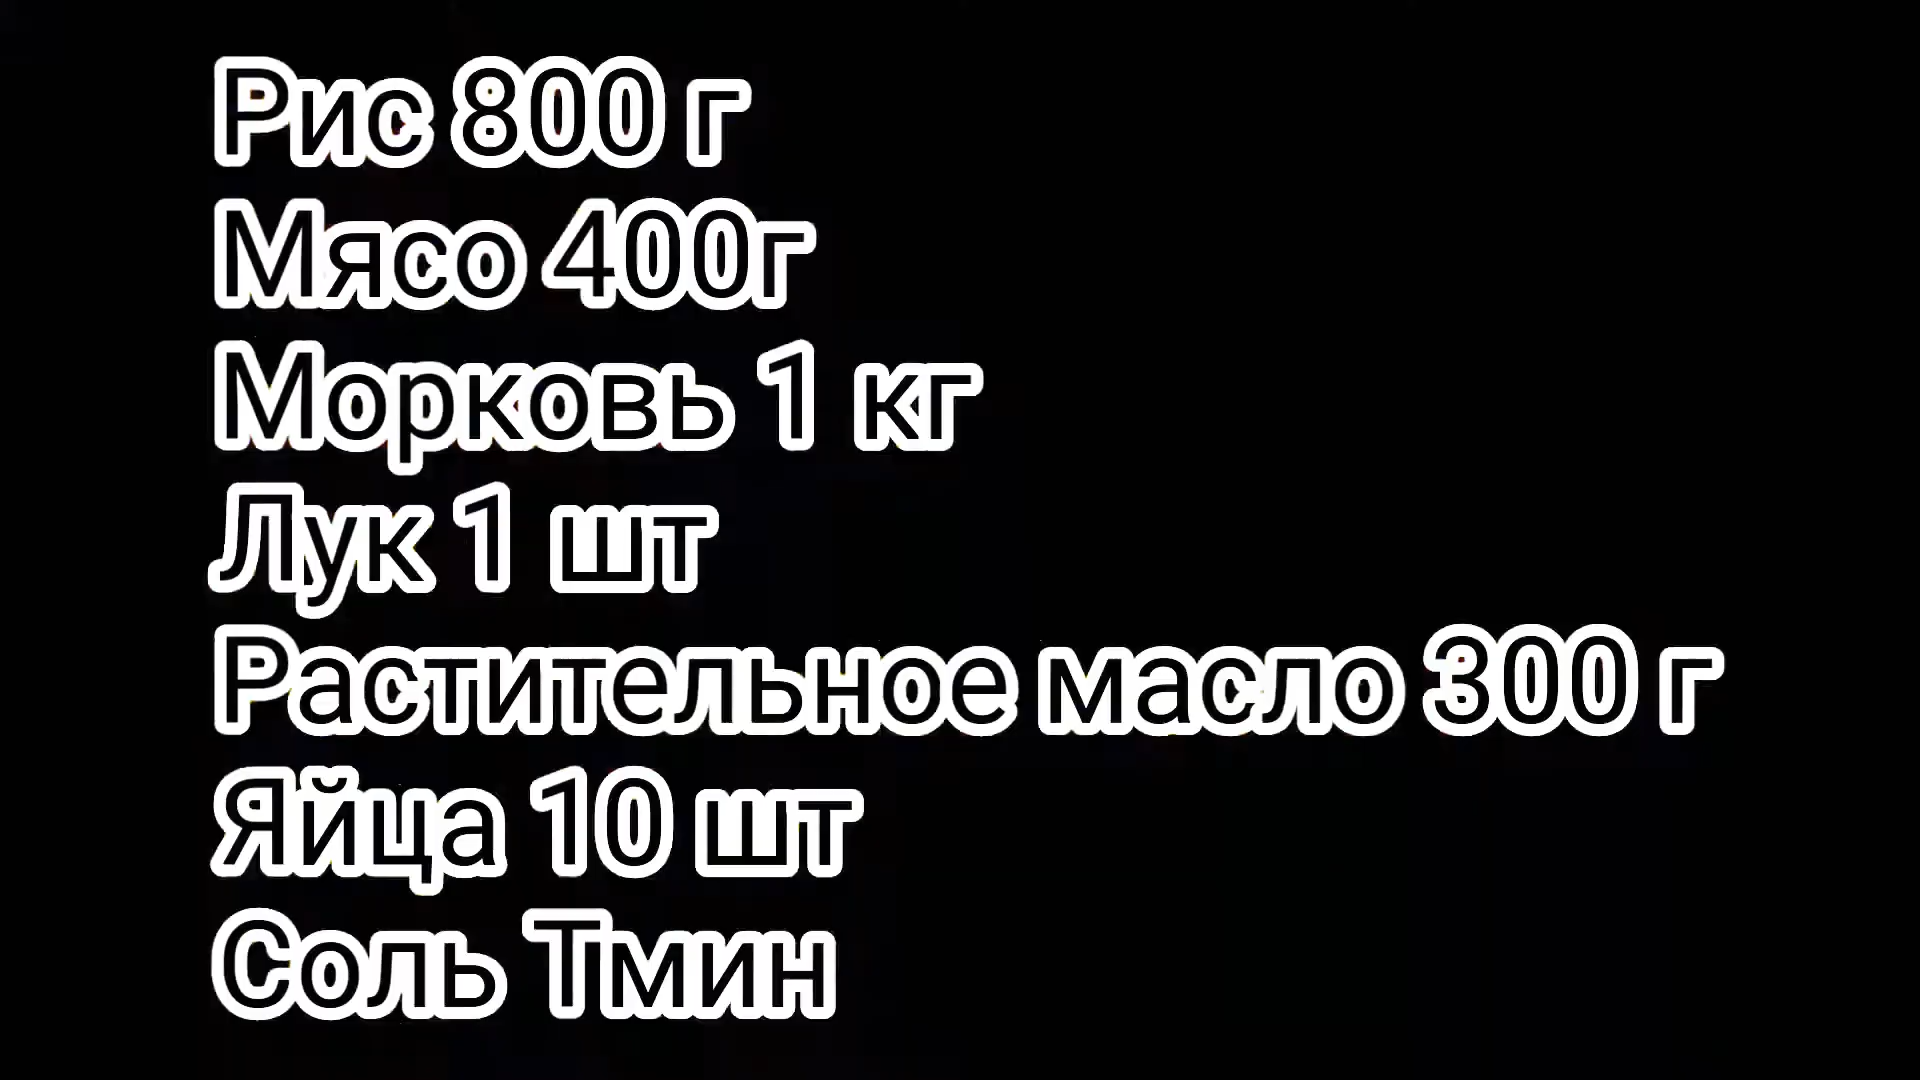 Рис 800 г
Мясо 400г
Морковь 1 кг
Лук 1 шт
Растительное масло 300 г
Яйца 10 шт
Соль Тмин